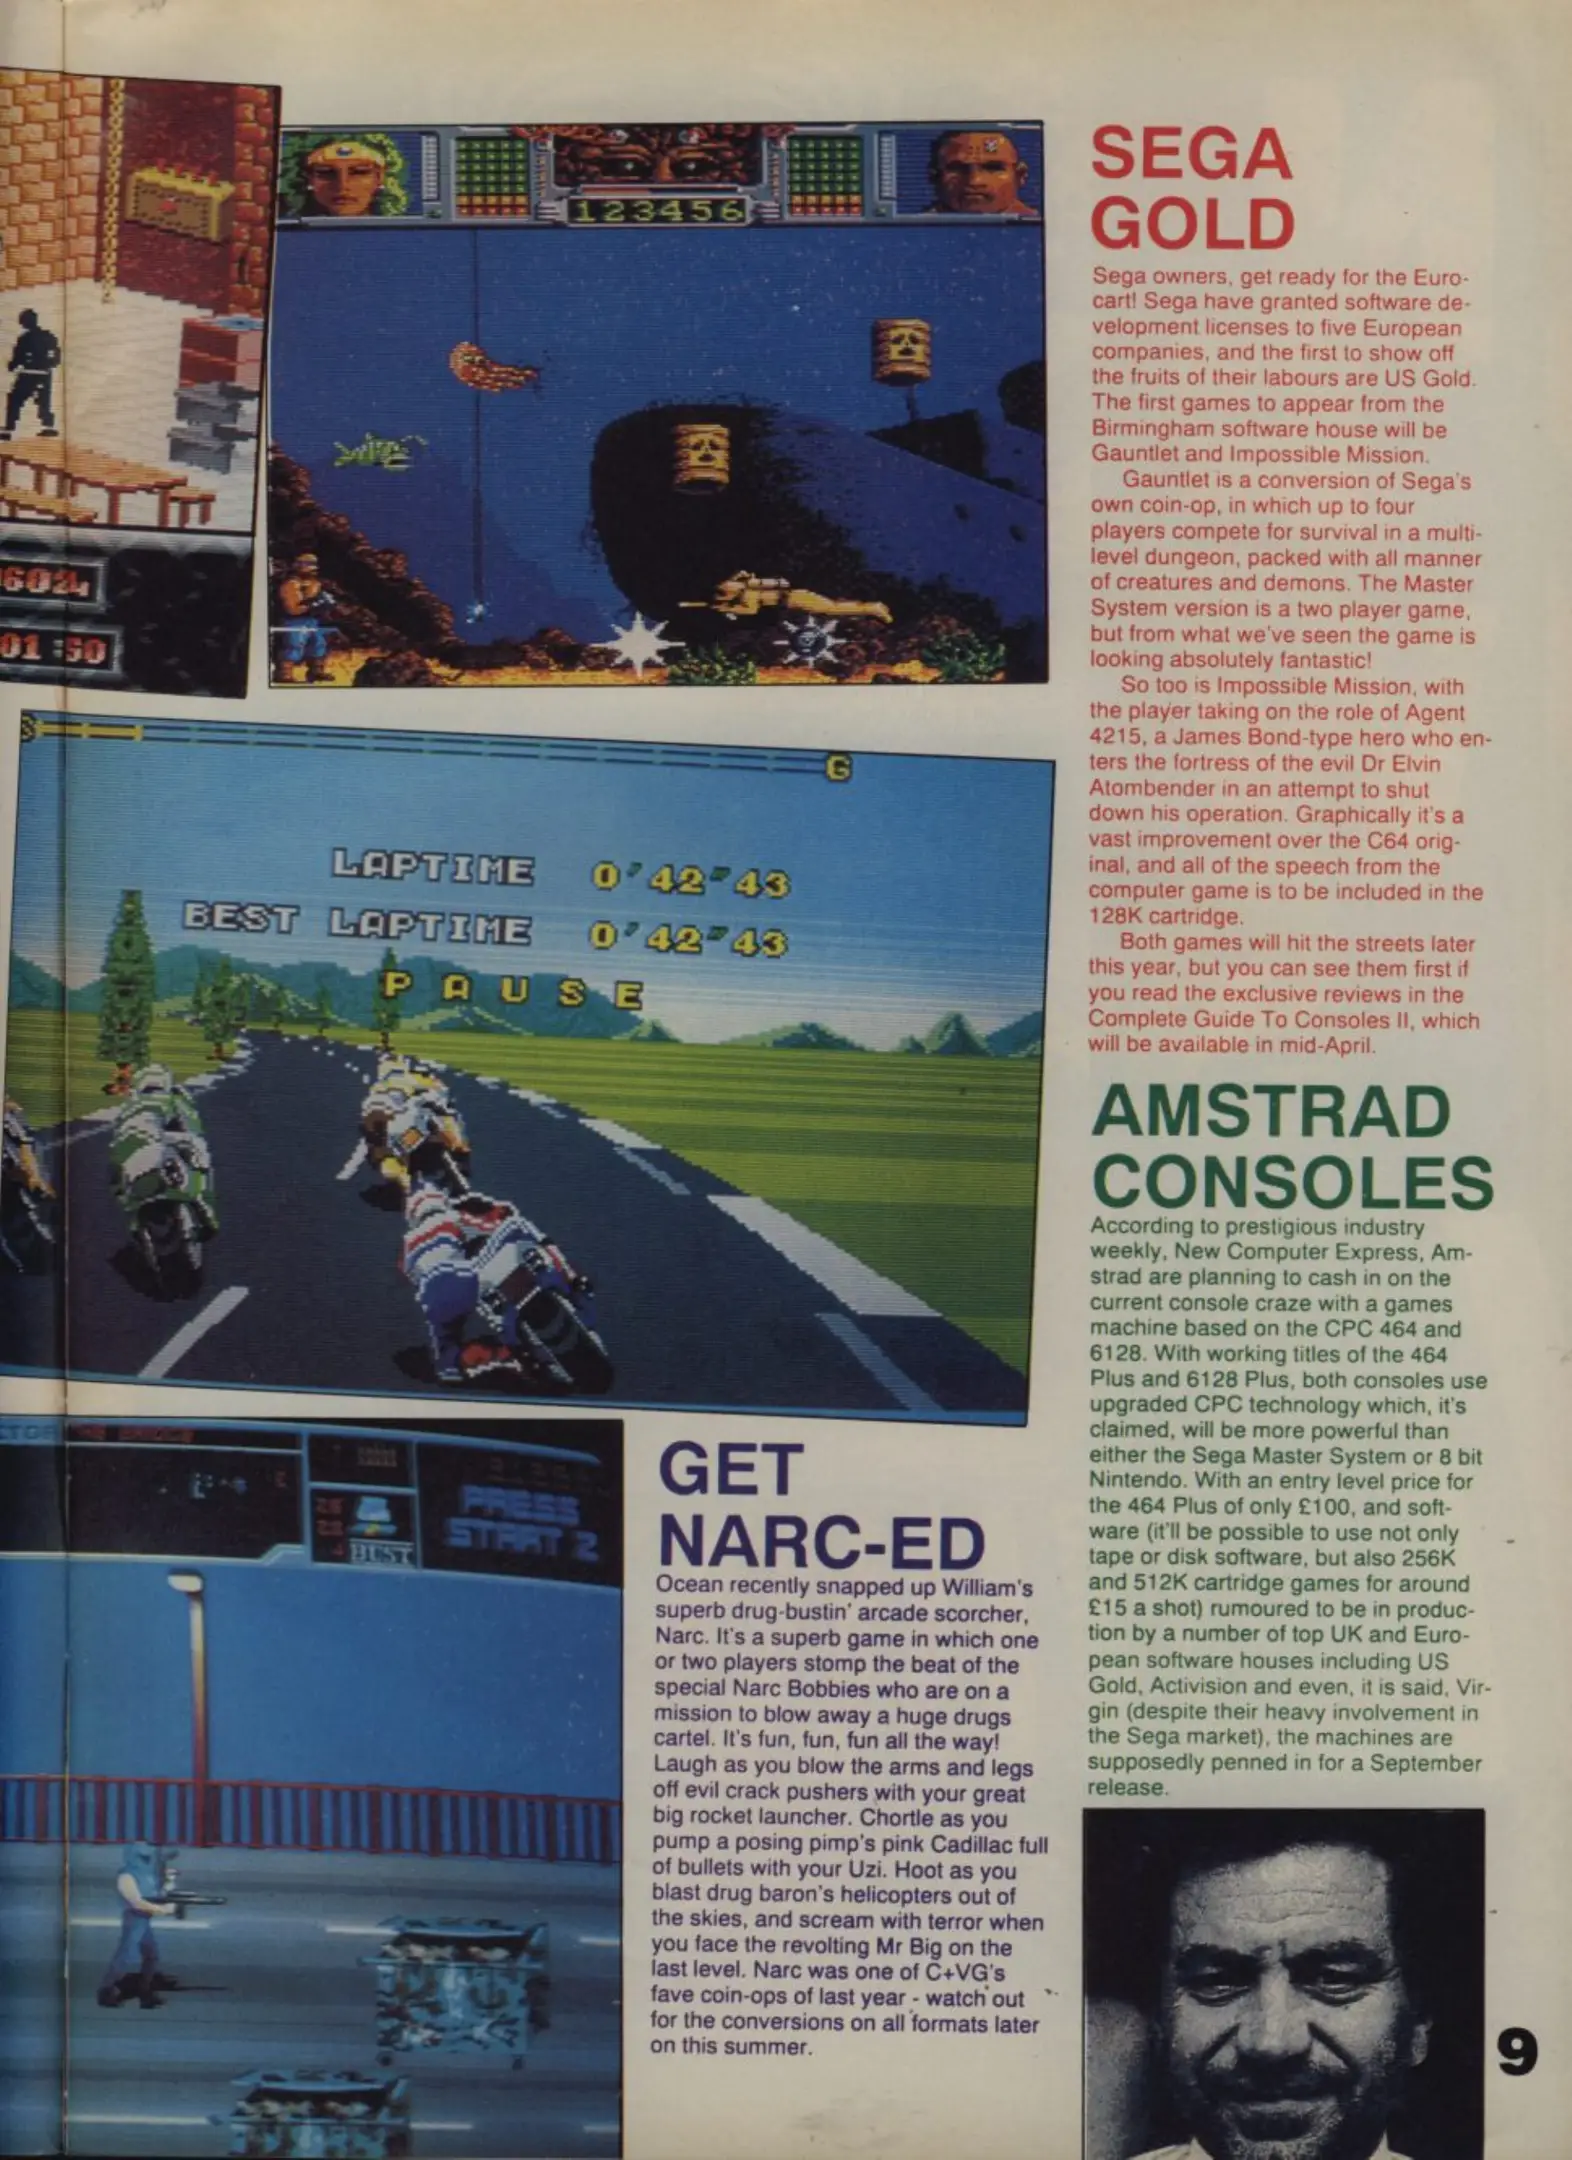 123456
602
01:50
S
G
LAPTIME 0'42"43
BEST LAPTIME 0'42"43
PAUSE
PRESS
START 2
BUST
SEGA
GOLD
Sega owners, get ready for the Euro-
cart! Sega have granted software de-
velopment licenses to five European
companies, and the first to show off
the fruits of their labours are US Gold.
The first games to appear from the
Birmingham software house will be
Gauntlet and Impossible Mission.
Gauntlet is a conversion of Sega's
own coin-op, in which up to four
players compete for survival in a multi-
level dungeon, packed with all manner
of creatures and demons. The Master
System version is a two player game,
but from what we've seen the game is
looking absolutely fantastic!
So too is Impossible Mission, with
the player taking on the role of Agent
4215, a James Bond-type hero who en-
ters the fortress of the evil Dr Elvin
Atombender in an attempt to shut
down his operation. Graphically it's a
vast improvement over the C64 orig-
inal, and all of the speech from the
computer game is to be included in the
128K cartridge.
Both games will hit the streets later
this year, but you can see them first if
you read the exclusive reviews in the
Complete Guide To Consoles II, which
will be available in mid-April.
AMSTRAD
CONSOLES
According to prestigious industry
weekly, New Computer Express, Am-
strad are planning to cash in on the
current console craze with a games
machine based on the CPC 464 and
6128. With working titles of the 464
Plus and 6128 Plus, both consoles use
upgraded CPC technology which, it's
claimed, will be more powerful than
either the Sega Master System or 8 bit
Nintendo. With an entry level price for
the 464 Plus of only £100, and soft-
ware (it'll be possible to use not only
tape or disk software, but also 256K
and 512K cartridge games for around
£15 a shot) rumoured to be in produc-
tion by a number of top UK and Euro-
pean software houses including US
Gold, Activision and even, it is said, Vir-
gin (despite their heavy involvement in
the Sega market), the machines are
supposedly penned in for a September
release.
GET
NARC-ED
Ocean recently snapped up William's
superb drug-bustin' arcade scorcher,
Narc. It's a superb game in which one
or two players stomp the beat of the
special Narc Bobbies who are on a
mission to blow away a huge drugs
cartel. It's fun, fun, fun all the way!
Laugh as you blow the arms and legs
off evil crack pushers with your great
big rocket launcher. Chortle as you
pump a posing pimp's pink Cadillac full
of bullets with your Uzi. Hoot as you
blast drug baron's helicopters out of
the skies, and scream with terror when
you face the revolting Mr Big on the
last level. Narc was one of C+VG's
fave coin-ops of last year - watch out
for the conversions on all formats later
on this summer.
9